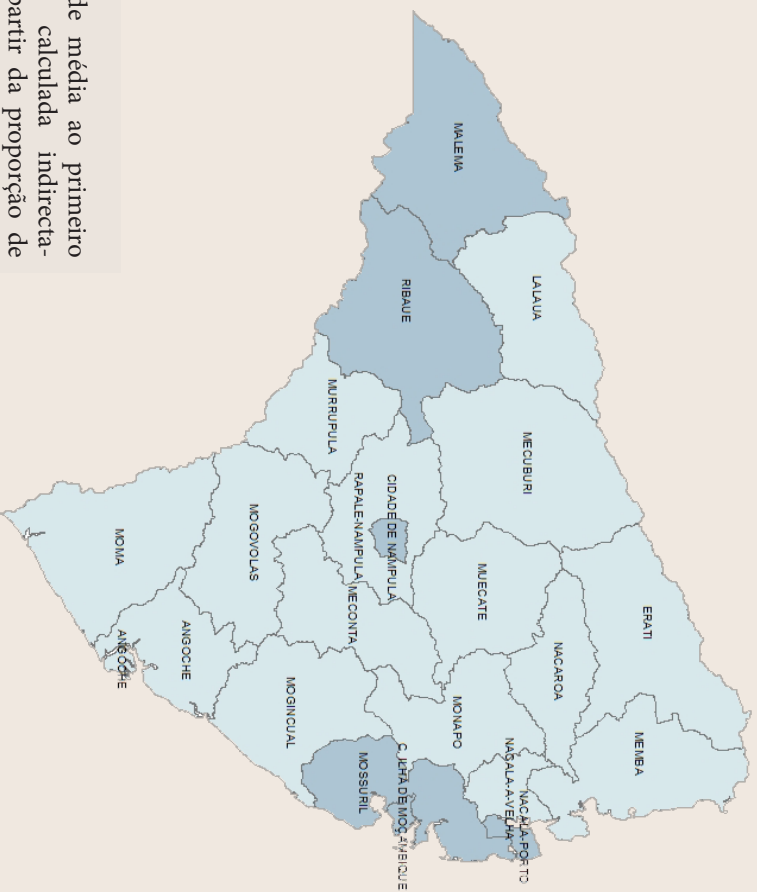 de média ao primeiro
calculada indirecta-
partir da proporção de
MALEMA
LALAUA
RIBAUE
MURRUPULA
MECUBURI
CIDADE DE NAMPULA
RAPALE-NAMPULA
MOGOVOLAS
MOMA
MECONTA
MUECATE
ERATI
NACAROA
ANGOCHE
ANGOCHE
MOGINCUAL
MONAPO
MEMBA
MOSSURIL
C. ILHA DE MOÇAMBIQUE
NACALA-A-VELHA
NACALA-PORTO